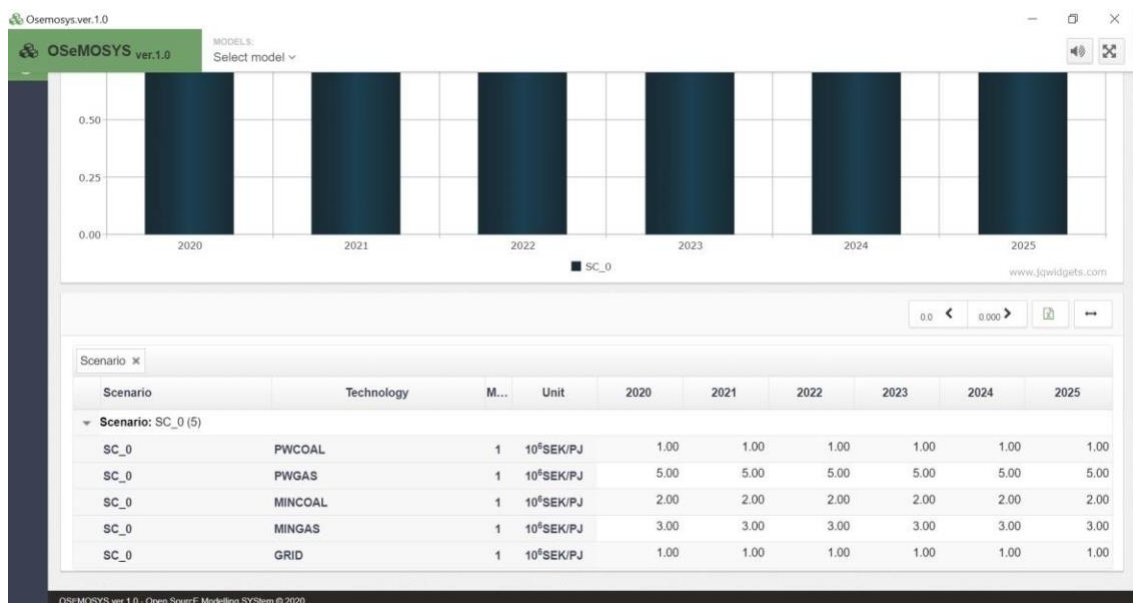 Osemosys.ver.1.0
OSeMOSYS ver.1.0
MODELS:
Select model
0.50
0.25
0.00
2020 2021 2022 2023 2024 2025
SC_0
www.jqwidgets.com
0.0 0.000
Scenario ×
Scenario Technology M... Unit 2020 2021 2022 2023 2024 2025
Scenario: SC_0 (5)
SC_0 PWCOAL 1 10⁶SEK/PJ 1.00 1.00 1.00 1.00 1.00 1.00
SC_0 PWGAS 1 10⁶SEK/PJ 5.00 5.00 5.00 5.00 5.00 5.00
SC_0 MINCOAL 1 10⁶SEK/PJ 2.00 2.00 2.00 2.00 2.00 2.00
SC_0 MINGAS 1 10⁶SEK/PJ 3.00 3.00 3.00 3.00 3.00 3.00
SC_0 GRID 1 10⁶SEK/PJ 1.00 1.00 1.00 1.00 1.00 1.00
OSeMOSYS ver.1.0 - Open SourcE Modelling SYStem © 2020